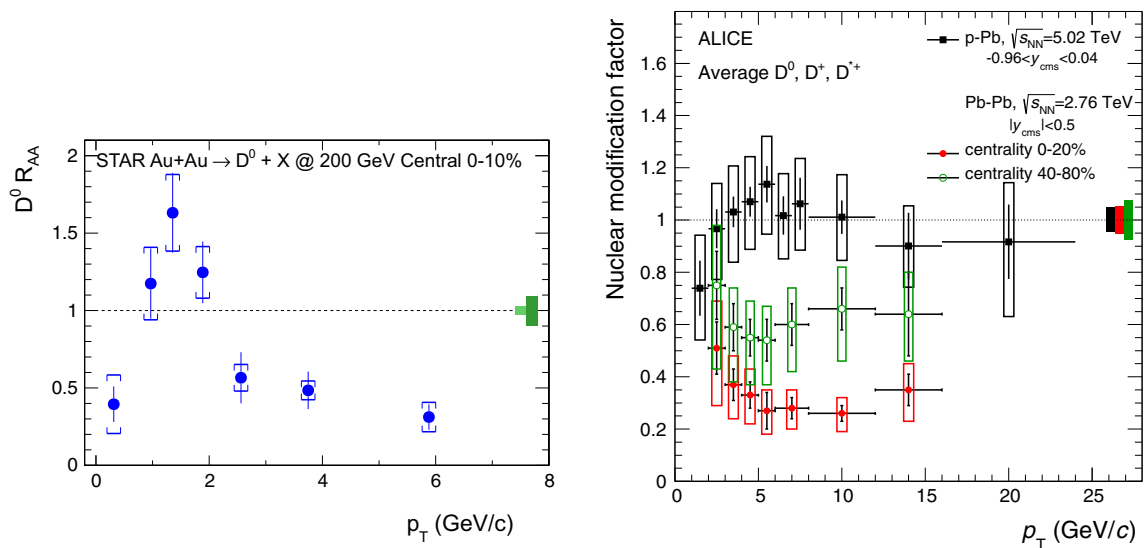 STAR Au+Au → D⁰ + X @ 200 GeV Central 0-10%
D⁰ R_AA
2
1.5
1
0.5
0
0 2 4 6 8
p_T (GeV/c)
ALICE
Average D⁰, D⁺, D*⁺
p-Pb, √s_NN=5.02 TeV
-0.96<y_cms<0.04
Pb-Pb, √s_NN=2.76 TeV
|y_cms|<0.5
centrality 0-20%
centrality 40-80%
Nuclear modification factor
1.6
1.4
1.2
1
0.8
0.6
0.4
0.2
0
0 5 10 15 20 25
p_T (GeV/c)